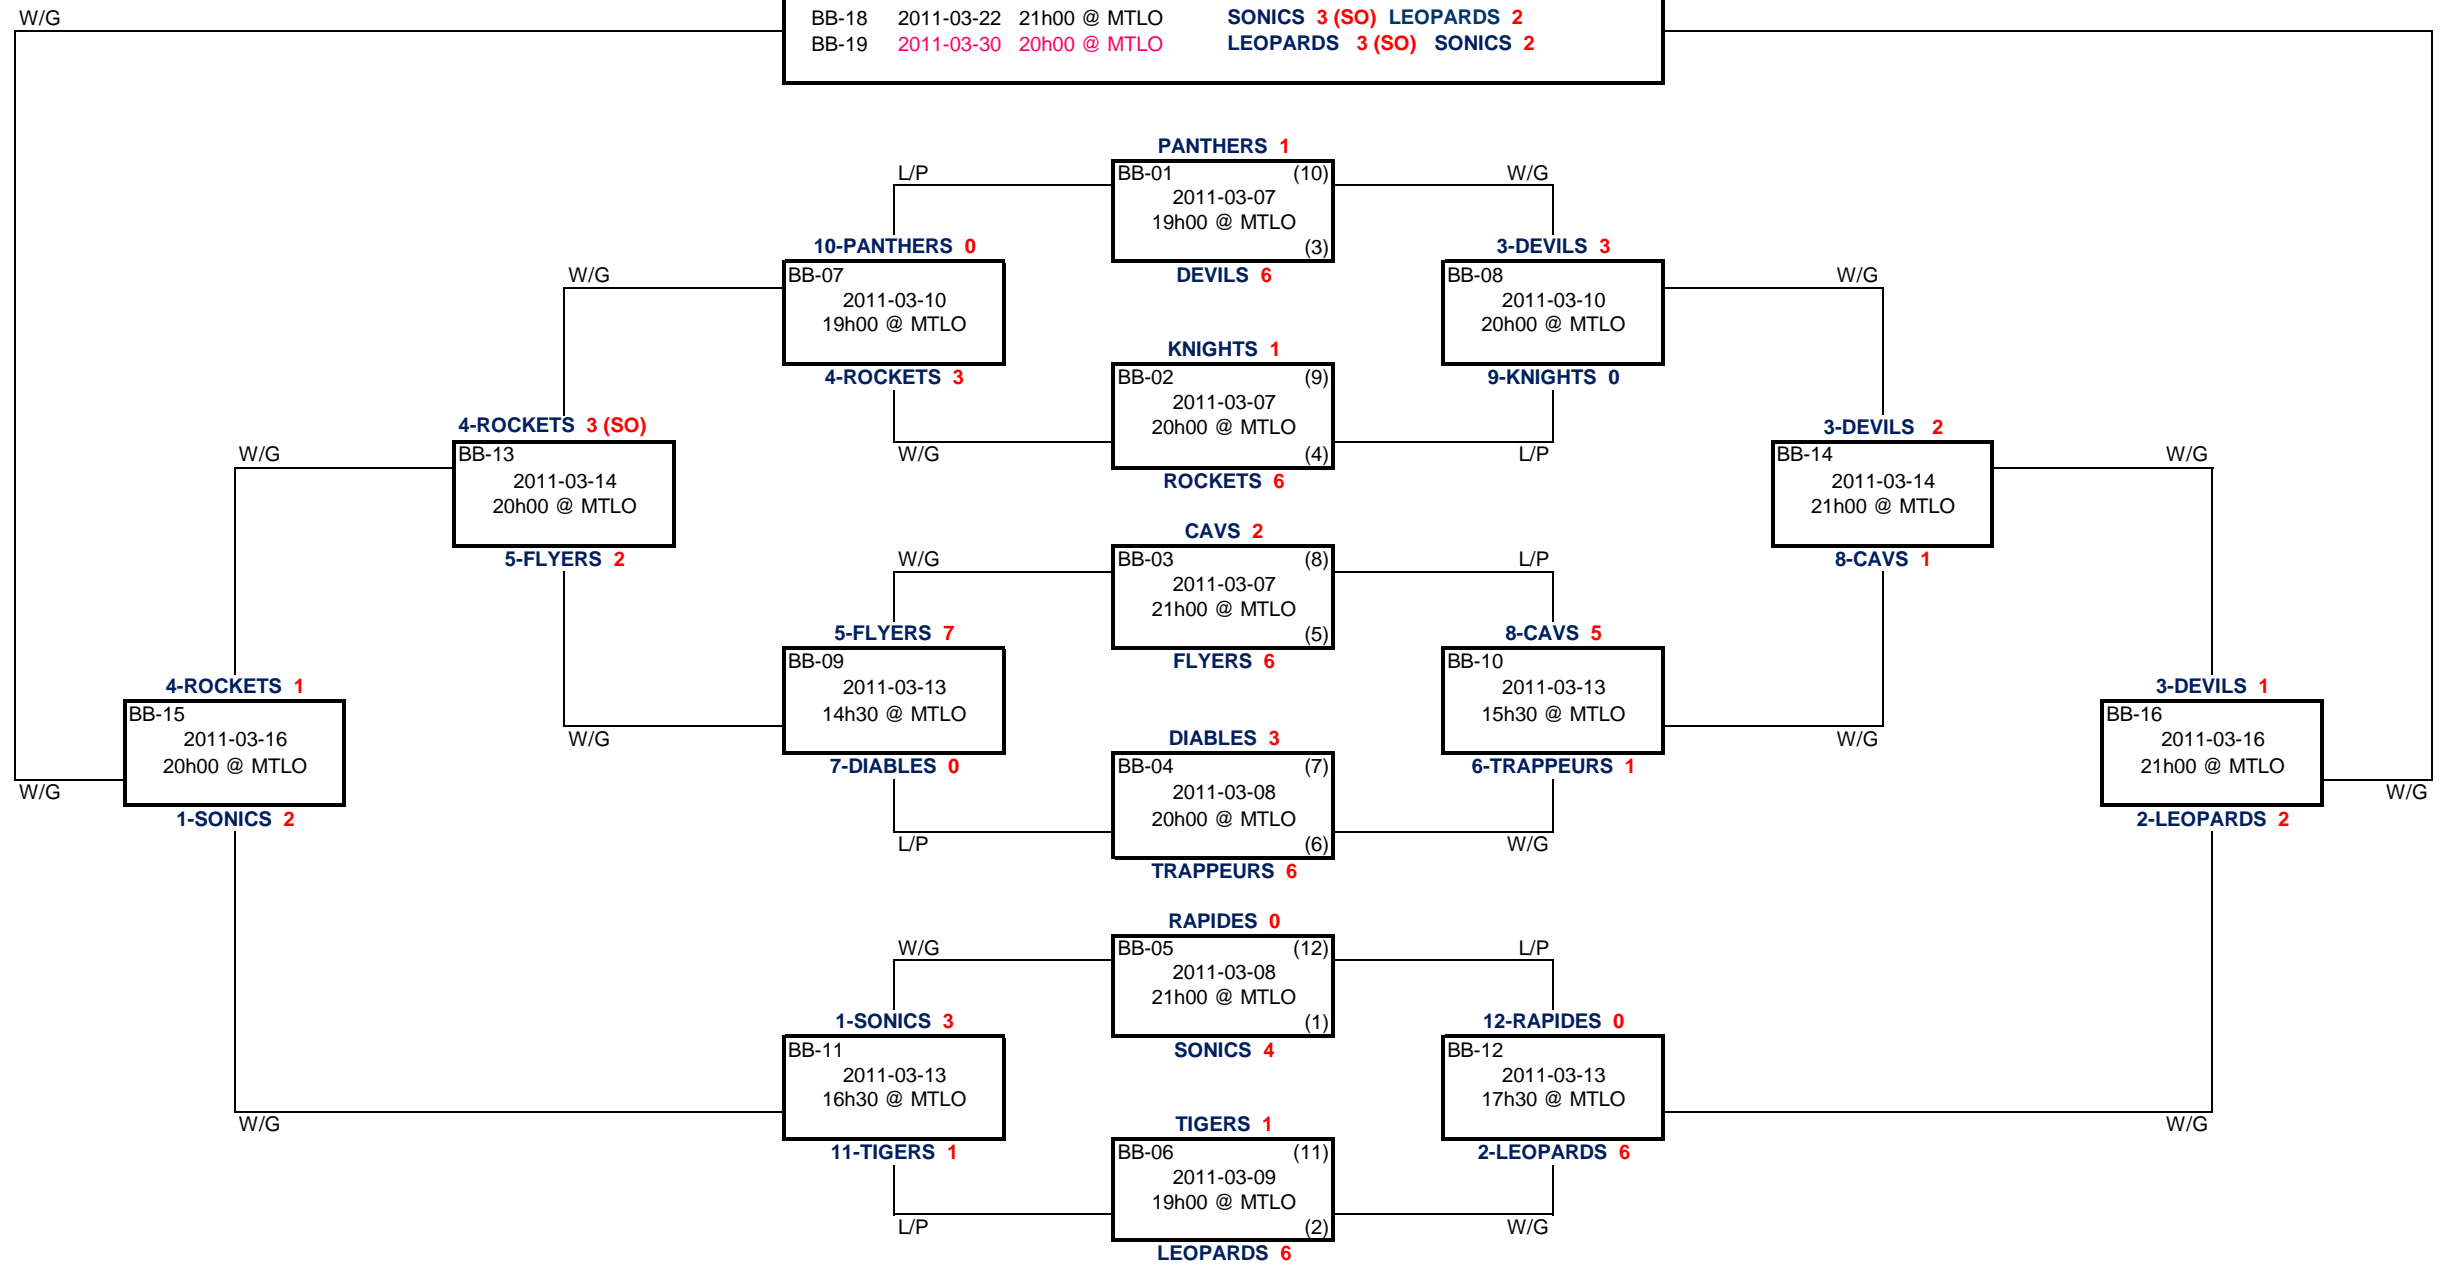 W/G
BB-18 2011-03-22 21h00 @ MTLO SONICS 3 (SO) LEOPARDS 2
BB-19 2011-03-30 20h00 @ MTLO LEOPARDS 3 (SO) SONICS 2
PANTHERS 1
L/P
BB-01 (10)
W/G
2011-03-07
19h00 @ MTLO
(3)
DEVILS 6
10-PANTHERS 0
W/G
BB-07
2011-03-10
19h00 @ MTLO
4-ROCKETS 3
3-DEVILS 3
BB-08
W/G
2011-03-10
20h00 @ MTLO
9-KNIGHTS 0
KNIGHTS 1
BB-02 (9)
2011-03-07
20h00 @ MTLO
W/G
(4)
L/P
ROCKETS 6
4-ROCKETS 3 (SO)
W/G
BB-13
2011-03-14
20h00 @ MTLO
5-FLYERS 2
3-DEVILS 2
BB-14
W/G
2011-03-14
21h00 @ MTLO
8-CAVS 1
CAVS 2
W/G
BB-03 (8)
L/P
2011-03-07
21h00 @ MTLO
(5)
FLYERS 6
5-FLYERS 7
BB-09
2011-03-13
14h30 @ MTLO
W/G
7-DIABLES 0
8-CAVS 5
BB-10
2011-03-13
15h30 @ MTLO
W/G
6-TRAPPEURS 1
4-ROCKETS 1
BB-15
2011-03-16
20h00 @ MTLO
W/G
1-SONICS 2
3-DEVILS 1
BB-16
2011-03-16
21h00 @ MTLO
W/G
2-LEOPARDS 2
DIABLES 3
BB-04 (7)
2011-03-08
20h00 @ MTLO
L/P
(6)
W/G
TRAPPEURS 6
RAPIDES 0
W/G
BB-05 (12)
L/P
2011-03-08
21h00 @ MTLO
(1)
SONICS 4
1-SONICS 3
BB-11
2011-03-13
16h30 @ MTLO
W/G
11-TIGERS 1
12-RAPIDES 0
BB-12
2011-03-13
17h30 @ MTLO
W/G
2-LEOPARDS 6
TIGERS 1
BB-06 (11)
2011-03-09
19h00 @ MTLO
L/P
(2)
W/G
LEOPARDS 6